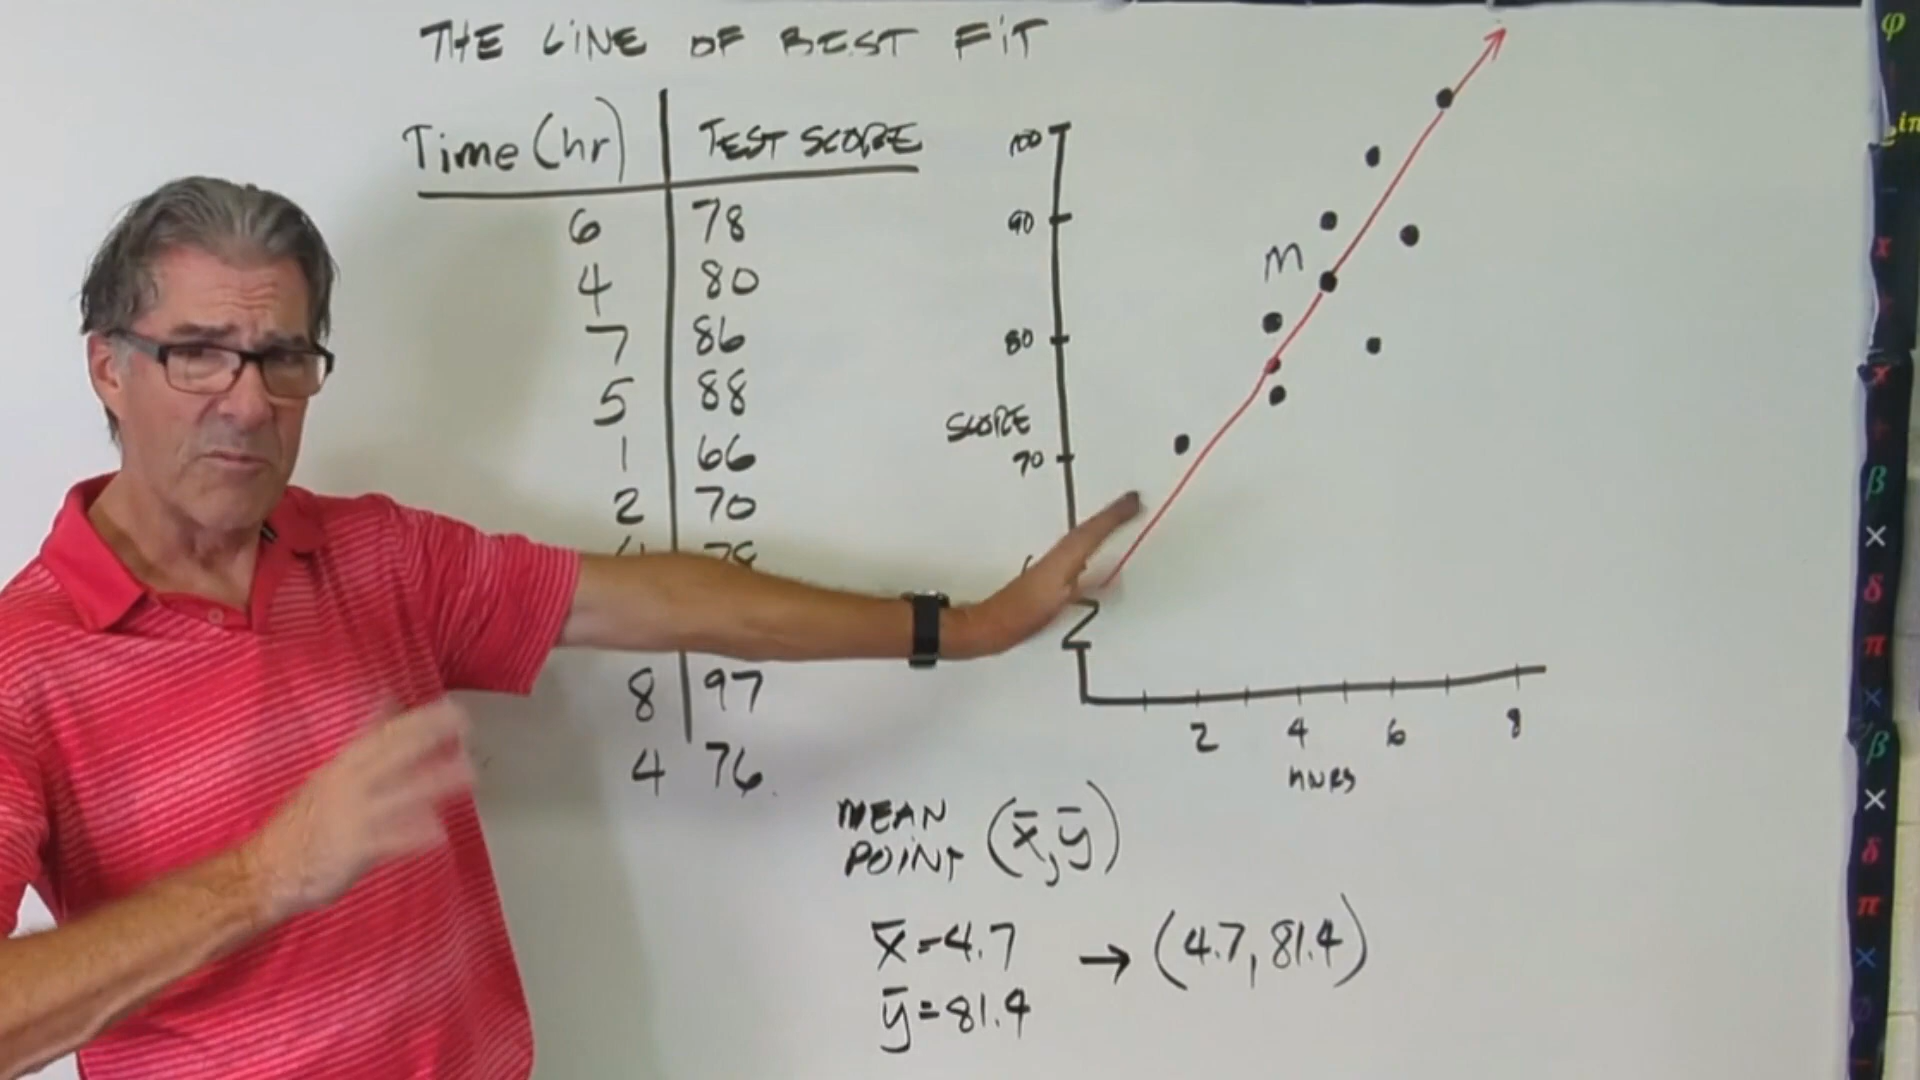 THE LINE OF BEST FIT
Time (hr) TEST SCORE
6 78
4 80
7 86
5 88
1 66
2 70
8 97
4 76
100
90
80
70
SCORE
M
2 4 6 8
HOURS
MEAN
POINT (x̄, ȳ)
x̄=4.7 → (4.7, 81.4)
ȳ=81.4
φ
x
x̄
+
β
×
δ
π
×
β
×
δ
π
×